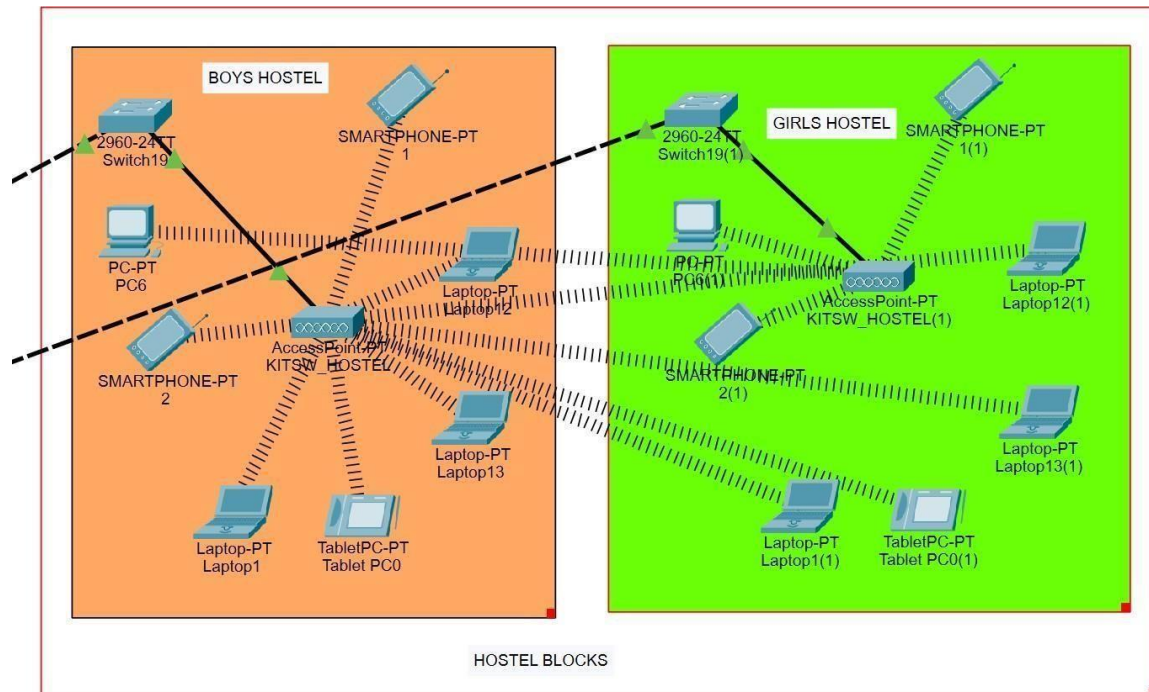 BOYS HOSTEL
2960-24TT
Switch19
SMARTPHONE-PT
1
PC-PT
PC6
Laptop-PT
Laptop12
AccessPoint-PT
KITSW_HOSTEL
SMARTPHONE-PT
2
Laptop-PT
Laptop13
Laptop-PT
Laptop1
TabletPC-PT
Tablet PC0
GIRLS HOSTEL
2960-24TT
Switch19(1)
SMARTPHONE-PT
1(1)
PC-PT
PC6(1)
AccessPoint-PT
KITSW_HOSTEL(1)
Laptop-PT
Laptop12(1)
SMARTPHONE-PT
2(1)
Laptop-PT
Laptop13(1)
Laptop-PT
Laptop1(1)
TabletPC-PT
Tablet PC0(1)
HOSTEL BLOCKS